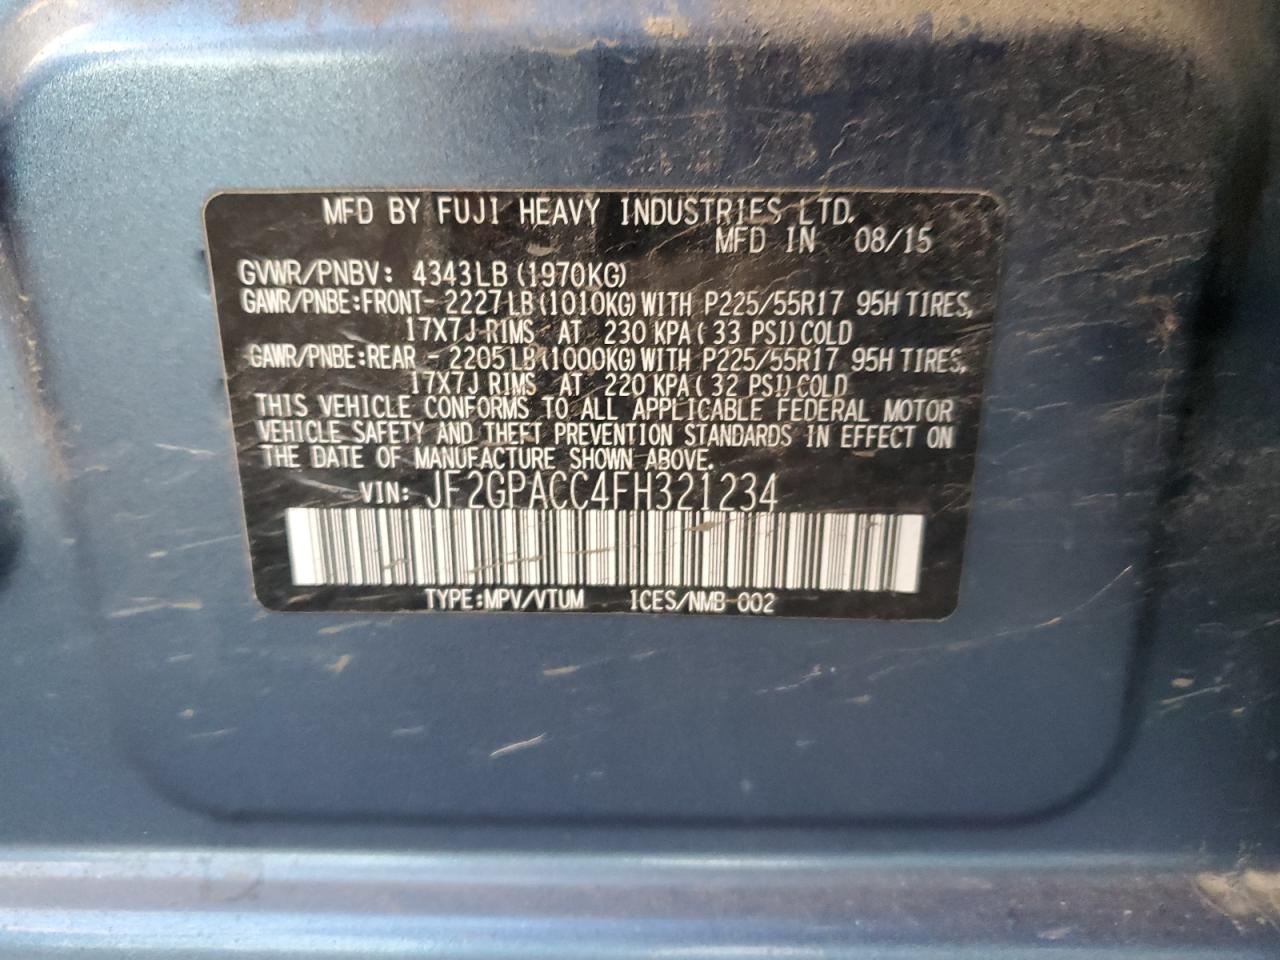 MFD BY FUJI HEAVY INDUSTRIES LTD.
MFD IN 08/15
GVWR/PNBV: 4343LB (1970KG)
GAWR/PNBE:FRONT- 2227LB (1010KG) WITH P225/55R17 95H TIRES,
17X7J RIMS AT 230 KPA ( 33 PSI) COLD
GAWR/PNBE:REAR - 2205LB (1000KG) WITH P225/55R17 95H TIRES,
17X7J RIMS AT 220 KPA ( 32 PSI) COLD
THIS VEHICLE CONFORMS TO ALL APPLICABLE FEDERAL MOTOR
VEHICLE SAFETY AND THEFT PREVENTION STANDARDS IN EFFECT ON
THE DATE OF MANUFACTURE SHOWN ABOVE.
VIN: JF2GPACC4FH321234
TYPE:MPV/VTUM ICES/NMB-002